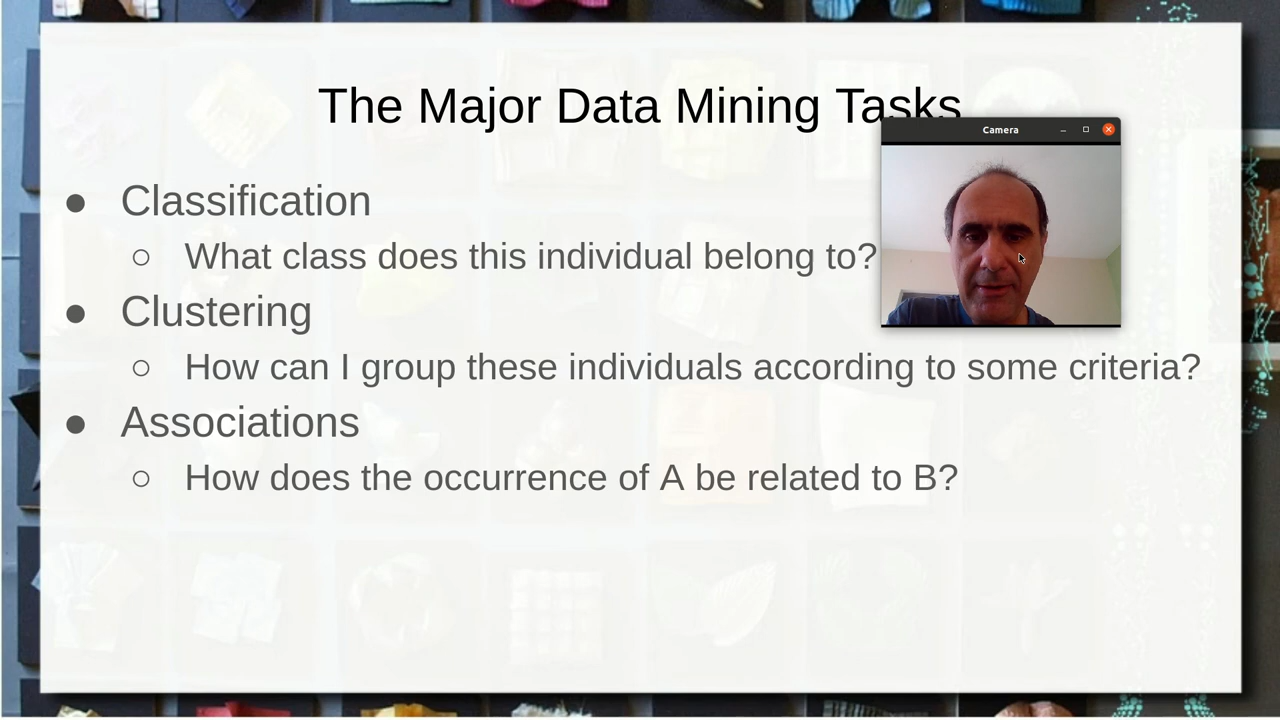 The Major Data Mining Tasks
Camera
● Classification
○ What class does this individual belong to?
● Clustering
○ How can I group these individuals according to some criteria?
● Associations
○ How does the occurrence of A be related to B?